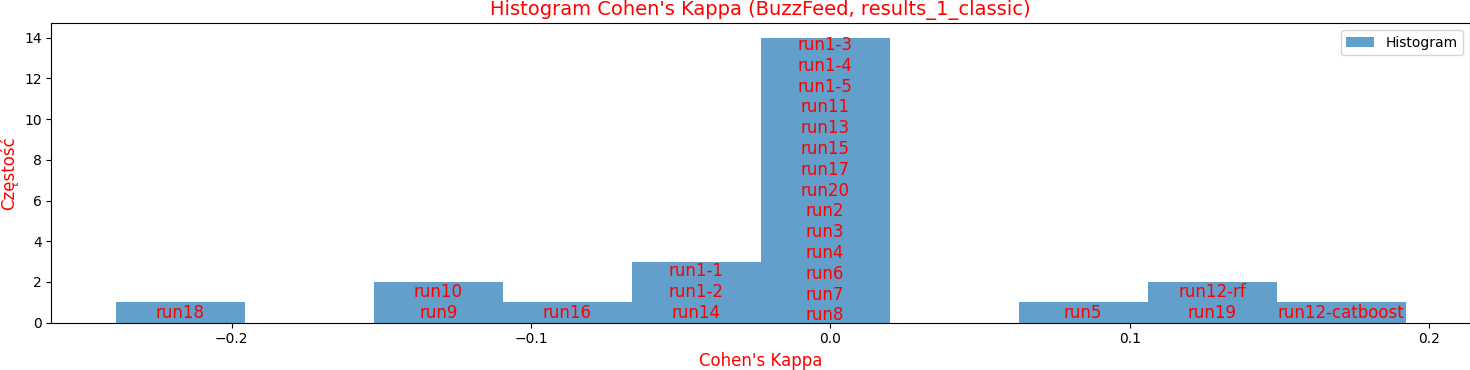 Histogram Cohen's Kappa (BuzzFeed, results_1_classic)
Histogram
Częstość
14
12
10
8
6
4
2
0
run18
run10
run9
run16
run1-1
run1-2
run14
run1-3
run1-4
run1-5
run11
run13
run15
run17
run20
run2
run3
run4
run6
run7
run8
run5
run12-rf
run19
run12-catboost
−0.2
−0.1
0.0
0.1
0.2
Cohen's Kappa